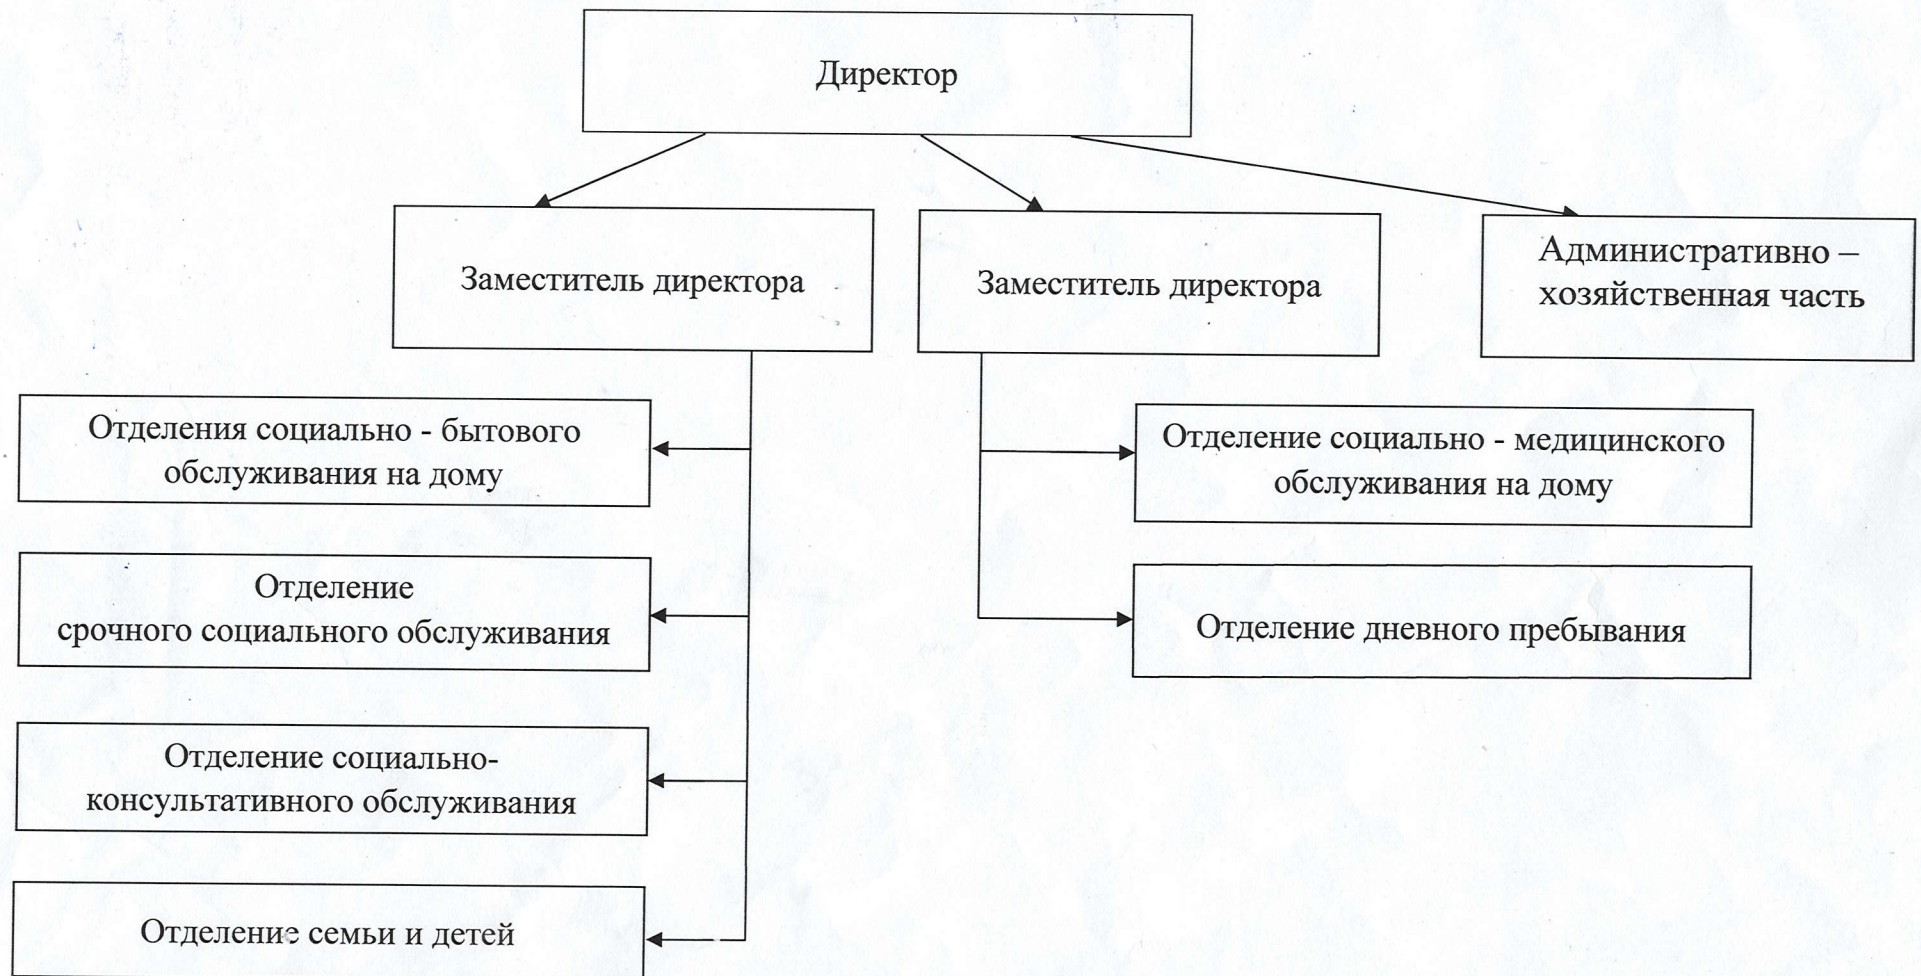 Директор
Заместитель директора
Заместитель директора
Административно –
хозяйственная часть
Отделения социально - бытового
обслуживания на дому
Отделение социально - медицинского
обслуживания на дому
Отделение
срочного социального обслуживания
Отделение дневного пребывания
Отделение социально-
консультативного обслуживания
Отделение семьи и детей